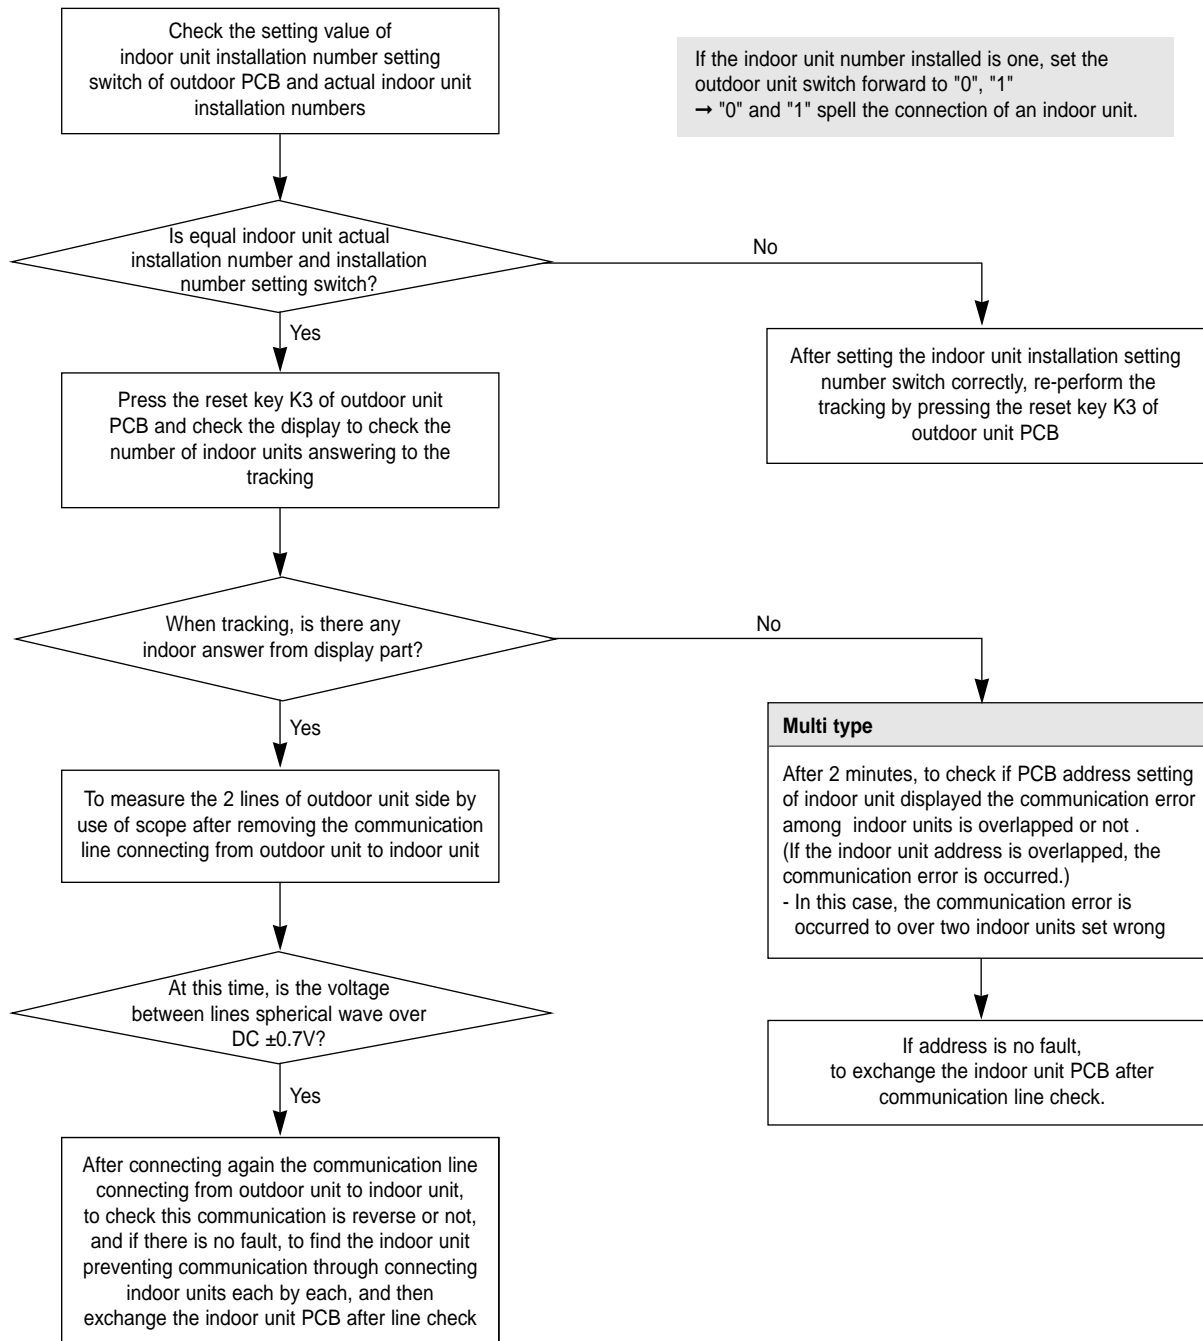 Check the setting value of
indoor unit installation number setting
switch of outdoor PCB and actual indoor unit
installation numbers
If the indoor unit number installed is one, set the
outdoor unit switch forward to "0", "1"
→ "0" and "1" spell the connection of an indoor unit.
Is equal indoor unit actual
installation number and installation
number setting switch?
No
Yes
After setting the indoor unit installation setting
number switch correctly, re-perform the
tracking by pressing the reset key K3 of
outdoor unit PCB
Press the reset key K3 of outdoor unit
PCB and check the display to check the
number of indoor units answering to the
tracking
When tracking, is there any
indoor answer from display part?
No
Yes
Multi type
After 2 minutes, to check if PCB address setting
of indoor unit displayed the communication error
among indoor units is overlapped or not .
(If the indoor unit address is overlapped, the
communication error is occurred.)
- In this case, the communication error is
occurred to over two indoor units set wrong
To measure the 2 lines of outdoor unit side by
use of scope after removing the communication
line connecting from outdoor unit to indoor unit
At this time, is the voltage
between lines spherical wave over
DC ±0.7V?
If address is no fault,
to exchange the indoor unit PCB after
communication line check.
Yes
After connecting again the communication line
connecting from outdoor unit to indoor unit,
to check this communication is reverse or not,
and if there is no fault, to find the indoor unit
preventing communication through connecting
indoor units each by each, and then
exchange the indoor unit PCB after line check